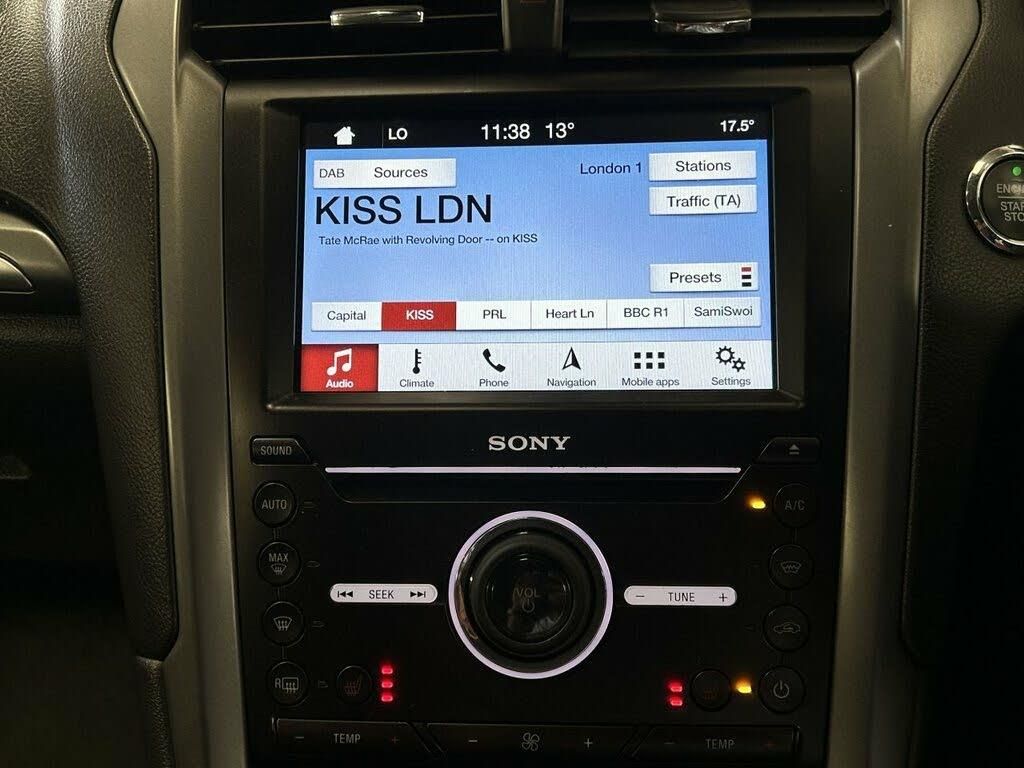 LO 11:38 13° 17.5°
DAB Sources London 1 Stations
KISS LDN Traffic (TA)
Tate McRae with Revolving Door -- on KISS
Presets
Capital KISS PRL Heart Ln BBC R1 SamiSwoi
Audio Climate Phone Navigation Mobile apps Settings
START
SOUND SONY
AUTO A/C
MAX
SEEK VOL − TUNE +
R
− TEMP + − + − TEMP +